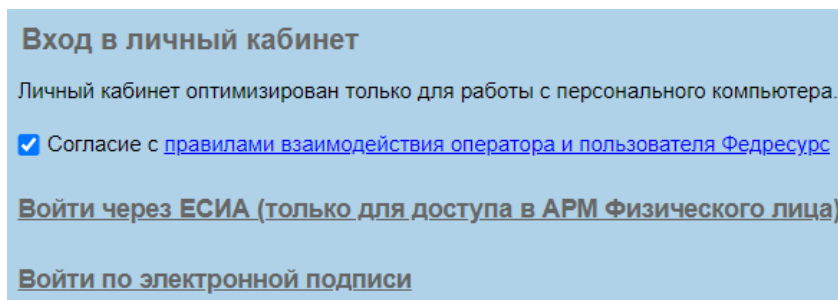 Вход в личный кабинет
Личный кабинет оптимизирован только для работы с персонального компьютера.
Согласие с правилами взаимодействия оператора и пользователя Федресурс
Войти через ЕСИА (только для доступа в АРМ Физического лица)
Войти по электронной подписи